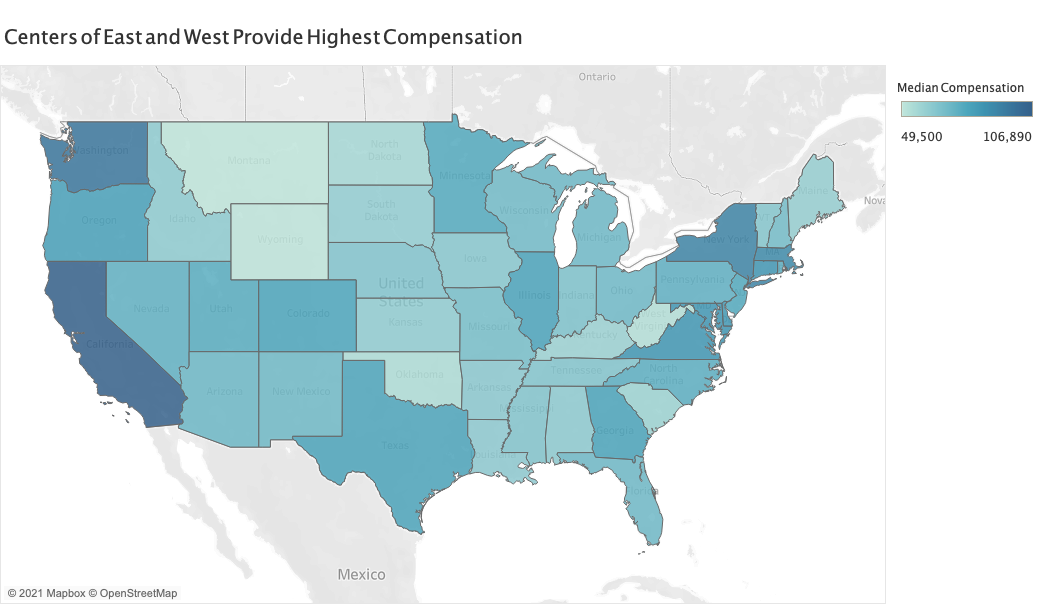 Centers of East and West Provide Highest Compensation
Ontario
Median Compensation
49,500
106,890
Washington
North
Dakota
Montana
Minnesota
Maine
Oregon
Idaho
South
Dakota
Wisconsin
Nova
Wyoming
Michigan
New York
Iowa
United
States
Nevada
Utah
Colorado
Kansas
Illinois
Indiana
Ohio
Pennsylvania
Missouri
West
Virginia
California
Kentucky
Oklahoma
Tennessee
North
Carolina
Arizona
New Mexico
Arkansas
Mississippi
Texas
Georgia
Louisiana
Florida
Mexico
© 2021 Mapbox © OpenStreetMap